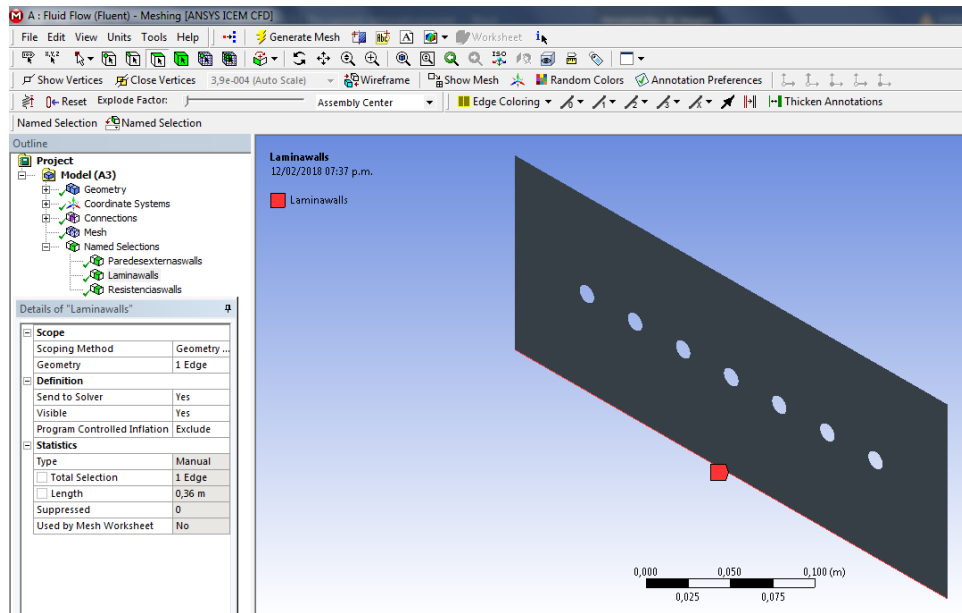 A : Fluid Flow (Fluent) - Meshing [ANSYS ICEM CFD]
File Edit View Units Tools Help Generate Mesh Worksheet
Show Vertices Close Vertices 3,9e-004 (Auto Scale) Wireframe Show Mesh Random Colors Annotation Preferences
Reset Explode Factor: Assembly Center Edge Coloring Thicken Annotations
Named Selection Named Selection
Outline
Project
Model (A3)
Geometry
Coordinate Systems
Connections
Mesh
Named Selections
Paredesexternaswalls
Laminawalls
Resistenciaswalls
Details of "Laminawalls"
Scope
Scoping Method Geometry ...
Geometry 1 Edge
Definition
Send to Solver Yes
Visible Yes
Program Controlled Inflation Exclude
Statistics
Type Manual
Total Selection 1 Edge
Length 0,36 m
Suppressed 0
Used by Mesh Worksheet No
Laminawalls
12/02/2018 07:37 p.m.
Laminawalls
0,000 0,050 0,100 (m)
0,025 0,075